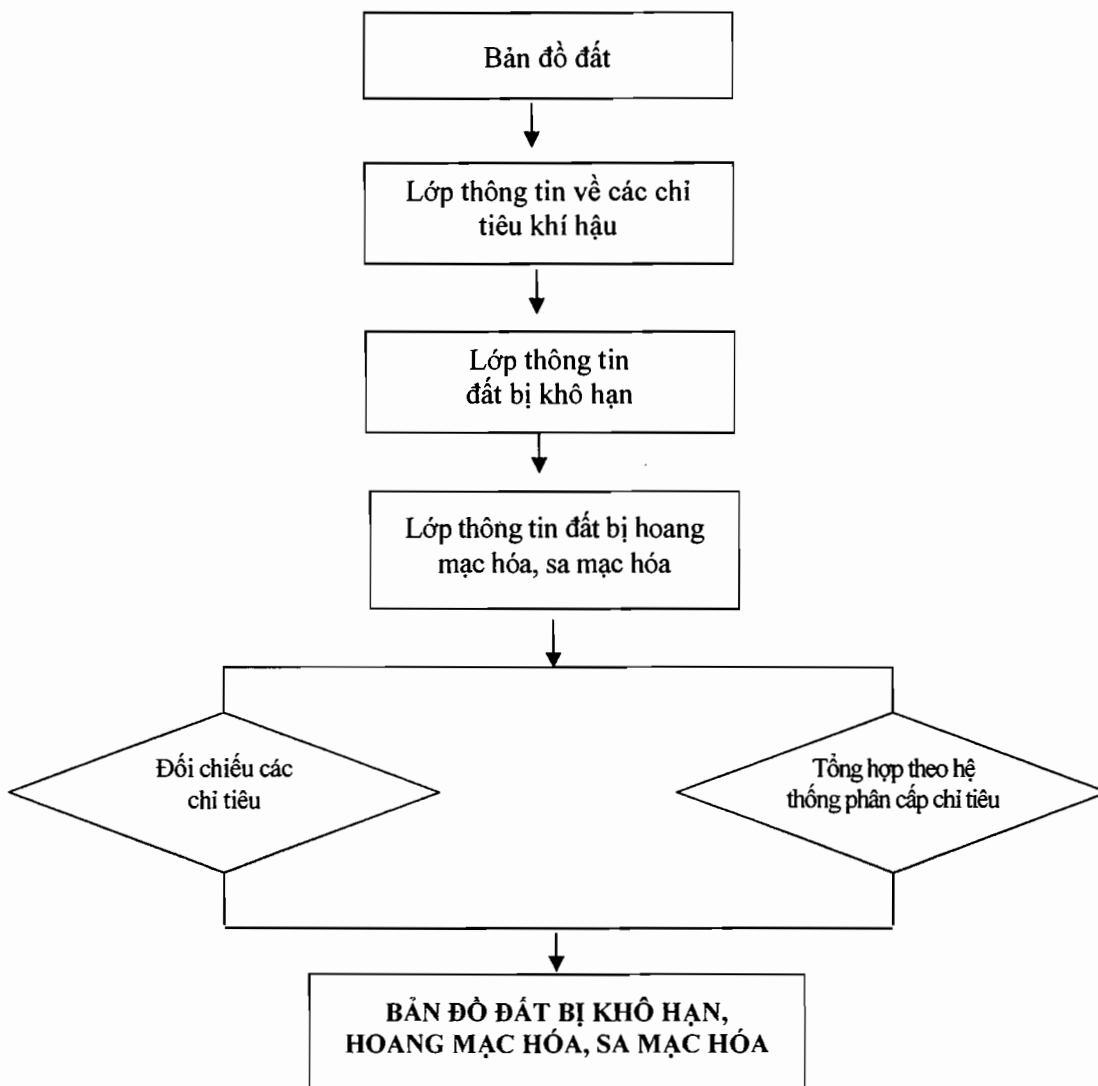 Bản đồ đất
Lớp thông tin về các chỉ
tiêu khí hậu
Lớp thông tin
đất bị khô hạn
Lớp thông tin đất bị hoang
mạc hóa, sa mạc hóa
Đối chiếu các
chỉ tiêu
Tổng hợp theo hệ
thống phân cấp chỉ tiêu
BẢN ĐỒ ĐẤT BỊ KHÔ HẠN,
HOANG MẠC HÓA, SA MẠC HÓA